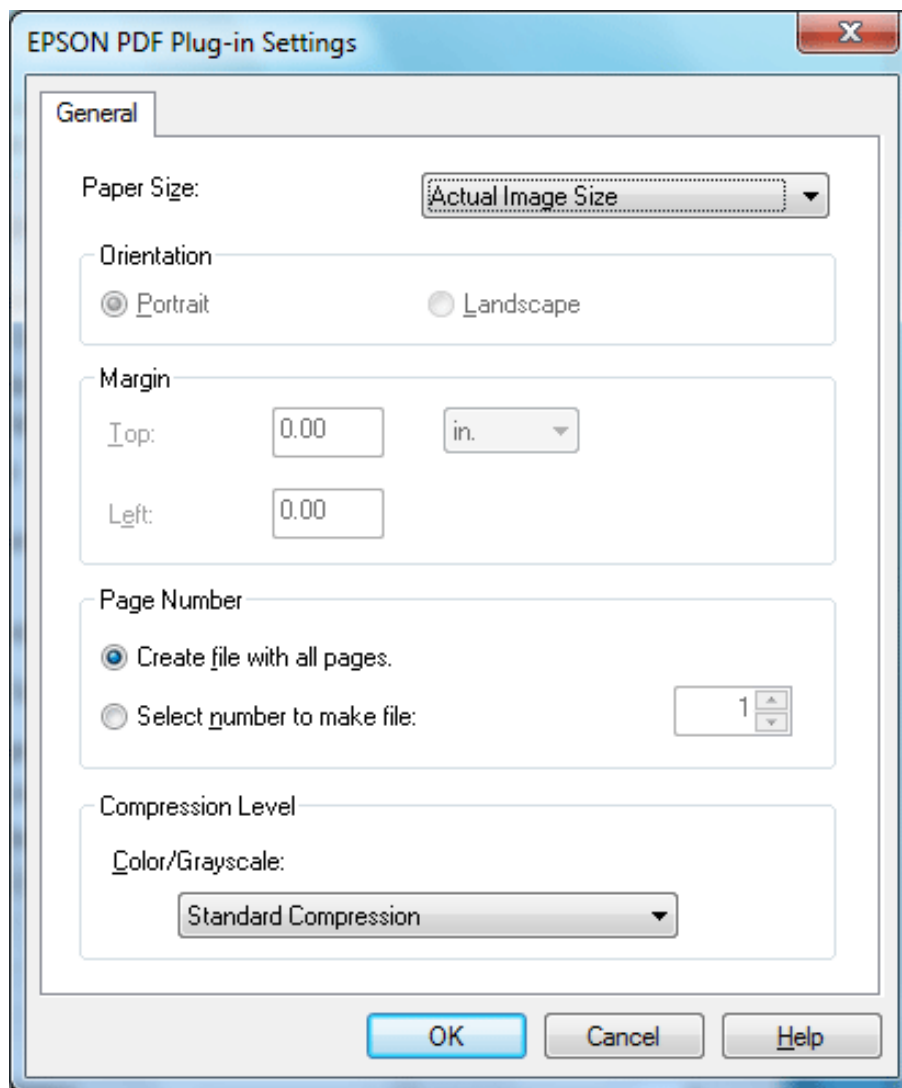 EPSON PDF Plug-in Settings
General
Paper Size: Actual Image Size
Orientation
Portrait Landscape
Margin
Top: 0.00 in.
Left: 0.00
Page Number
Create file with all pages.
Select number to make file: 1
Compression Level
Color/Grayscale:
Standard Compression
OK Cancel Help